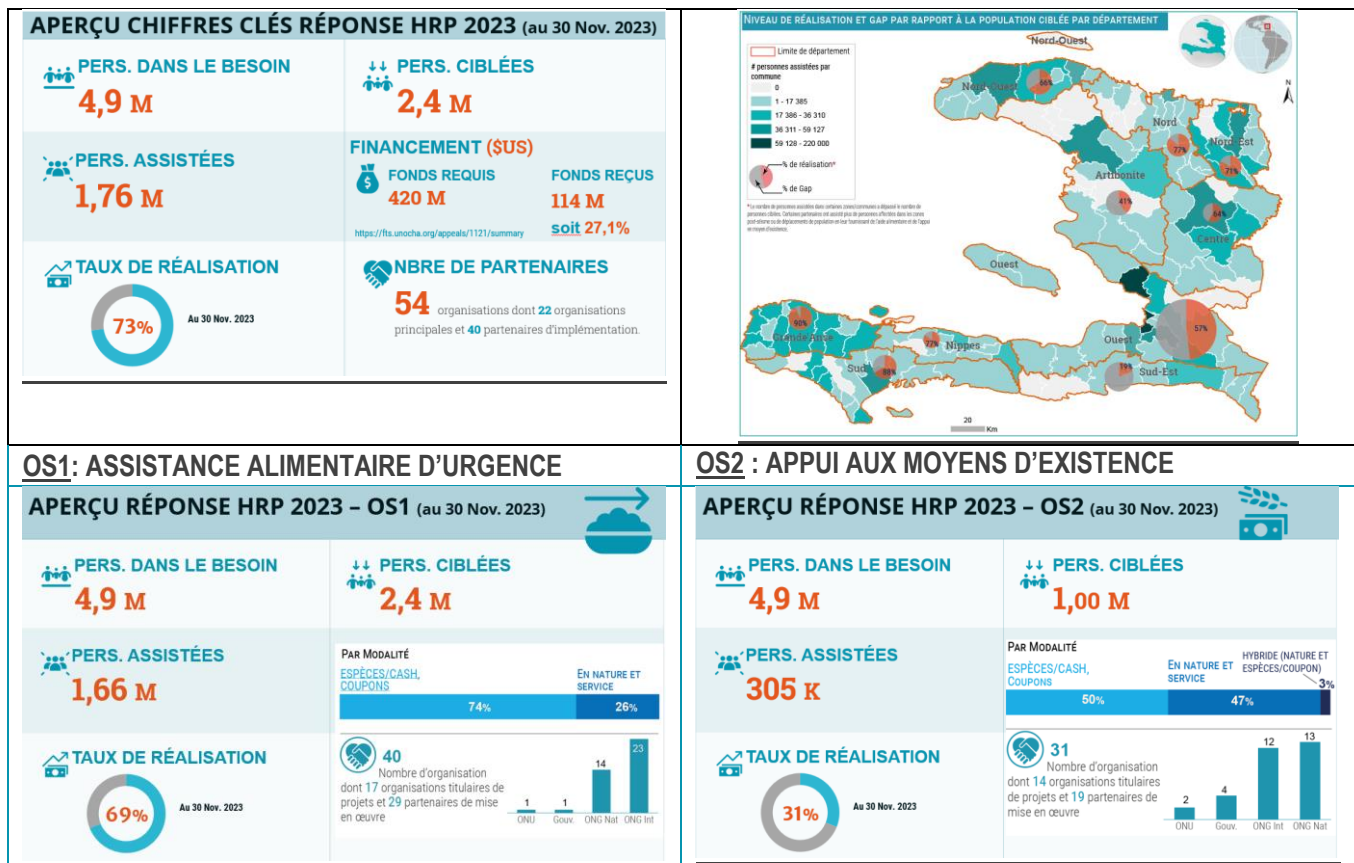 APERÇU CHIFFRES CLÉS RÉPONSE HRP 2023 (au 30 Nov. 2023)
PERS. DANS LE BESOIN
4,9 M
PERS. CIBLÉES
2,4 M
PERS. ASSISTÉES
1,76 M
FINANCEMENT ($US)
FONDS REQUIS
420 M
FONDS REÇUS
114 M
soit 27,1%
https://fts.unocha.org/appeals/1121/summary
TAUX DE RÉALISATION
73%
Au 30 Nov. 2023
NBRE DE PARTENAIRES
54 organisations dont 22 organisations
principales et 40 partenaires d'implémentation.
NIVEAU DE RÉALISATION ET GAP PAR RAPPORT À LA POPULATION CIBLÉE PAR DÉPARTEMENT
Limite de département
# personnes assistées par
commune
0
1 - 17 385
17 386 - 36 310
36 311 - 59 127
59 128 - 220 000
% de réalisation*
% de Gap
Nord-Ouest
N
Nord-Ouest
66%
Nord
77%
Nord-Est
71%
Artibonite
41%
64%
Centre
Ouest
57%
Ouest
90%
Grande Anse
Nippes
Sud
88%
Sud-Est
20
Km
OS1: ASSISTANCE ALIMENTAIRE D'URGENCE
APERÇU RÉPONSE HRP 2023 – OS1 (au 30 Nov. 2023)
PERS. DANS LE BESOIN
4,9 M
PERS. CIBLÉES
2,4 M
PERS. ASSISTÉES
1,66 M
PAR MODALITÉ
ESPÈCES/CASH,
COUPONS
EN NATURE ET
SERVICE
74%
26%
TAUX DE RÉALISATION
69%
Au 30 Nov. 2023
40
Nombre d'organisation
dont 17 organisations titulaires
de projets et 29 partenaires de mise
en œuvre
1
1
14
23
ONU
Gouv.
ONG Nat
ONG Int
OS2 : APPUI AUX MOYENS D'EXISTENCE
APERÇU RÉPONSE HRP 2023 – OS2 (au 30 Nov. 2023)
PERS. DANS LE BESOIN
4,9 M
PERS. CIBLÉES
1,00 M
PERS. ASSISTÉES
305 K
PAR MODALITÉ
ESPÈCES/CASH,
COUPONS
EN NATURE ET
SERVICE
HYBRIDE (NATURE ET
ESPÈCES/COUPON)
3%
50%
47%
TAUX DE RÉALISATION
31%
Au 30 Nov. 2023
31
Nombre d'organisation
dont 14 organisations titulaires
de projets et 19 partenaires de
mise en œuvre
2
4
12
13
ONU
Gouv.
ONG Int
ONG Nat